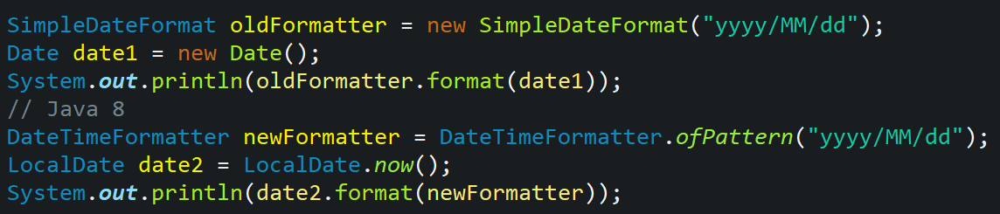 SimpleDateFormat oldFormatter = new SimpleDateFormat("yyyy/MM/dd");
Date date1 = new Date();
System.out.println(oldFormatter.format(date1));
// Java 8
DateTimeFormatter newFormatter = DateTimeFormatter.ofPattern("yyyy/MM/dd");
LocalDate date2 = LocalDate.now();
System.out.println(date2.format(newFormatter));